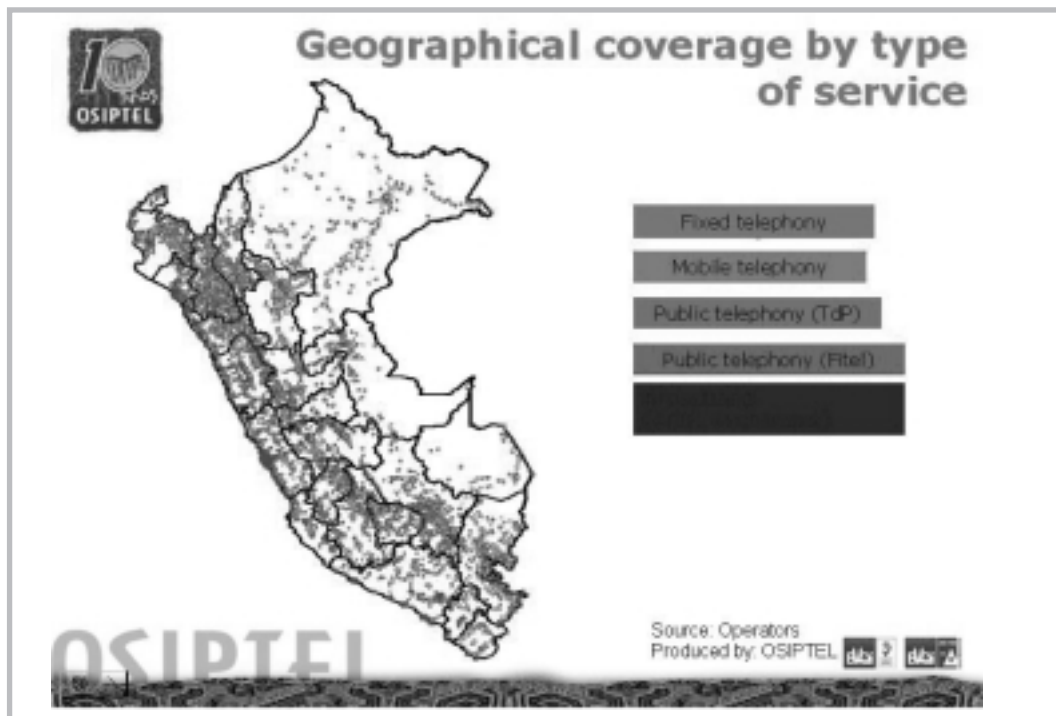 10
OSIPTEL
Geographical coverage by type
of service
Fixed telephony
Mobile telephony
Public telephony (TdP)
Public telephony (Fitel)
Source: Operators
Produced by: OSIPTEL
OSIPTEL